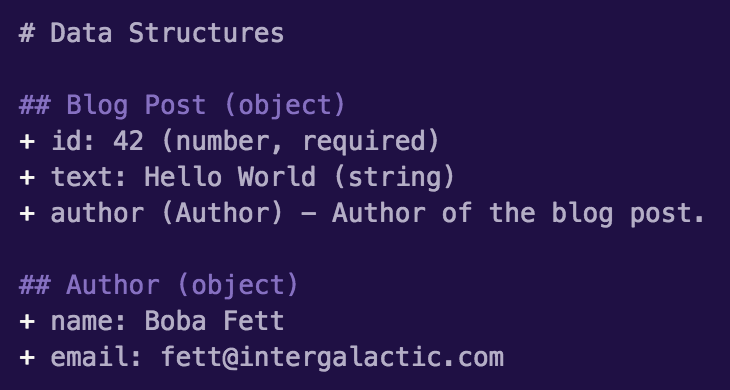 # Data Structures
## Blog Post (object)
+ id: 42 (number, required)
+ text: Hello World (string)
+ author (Author) - Author of the blog post.
## Author (object)
+ name: Boba Fett
+ email: fett@intergalactic.com